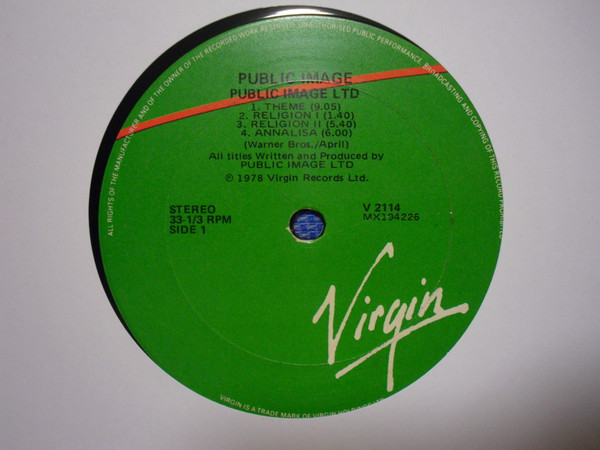 ALL RIGHTS OF THE MANUFACTURER AND OF THE OWNER OF THE RECORDED WORK RESERVED. UNAUTHORISED PUBLIC PERFORMANCE, BROADCASTING AND COPYING OF THIS RECORD PROHIBITED
PUBLIC IMAGE
PUBLIC IMAGE LTD
1. THEME (9.05)
2. RELIGION I (1.40)
3. RELIGION II (5.40)
4. ANNALISA (6.00)
(Warner Bros./April)
All titles Written and Produced by
PUBLIC IMAGE LTD
℗ 1978 Virgin Records Ltd.
STEREO
33-1/3 RPM
SIDE 1
V 2114
MX194226
Virgin
VIRGIN IS A TRADE MARK OF VIRGIN